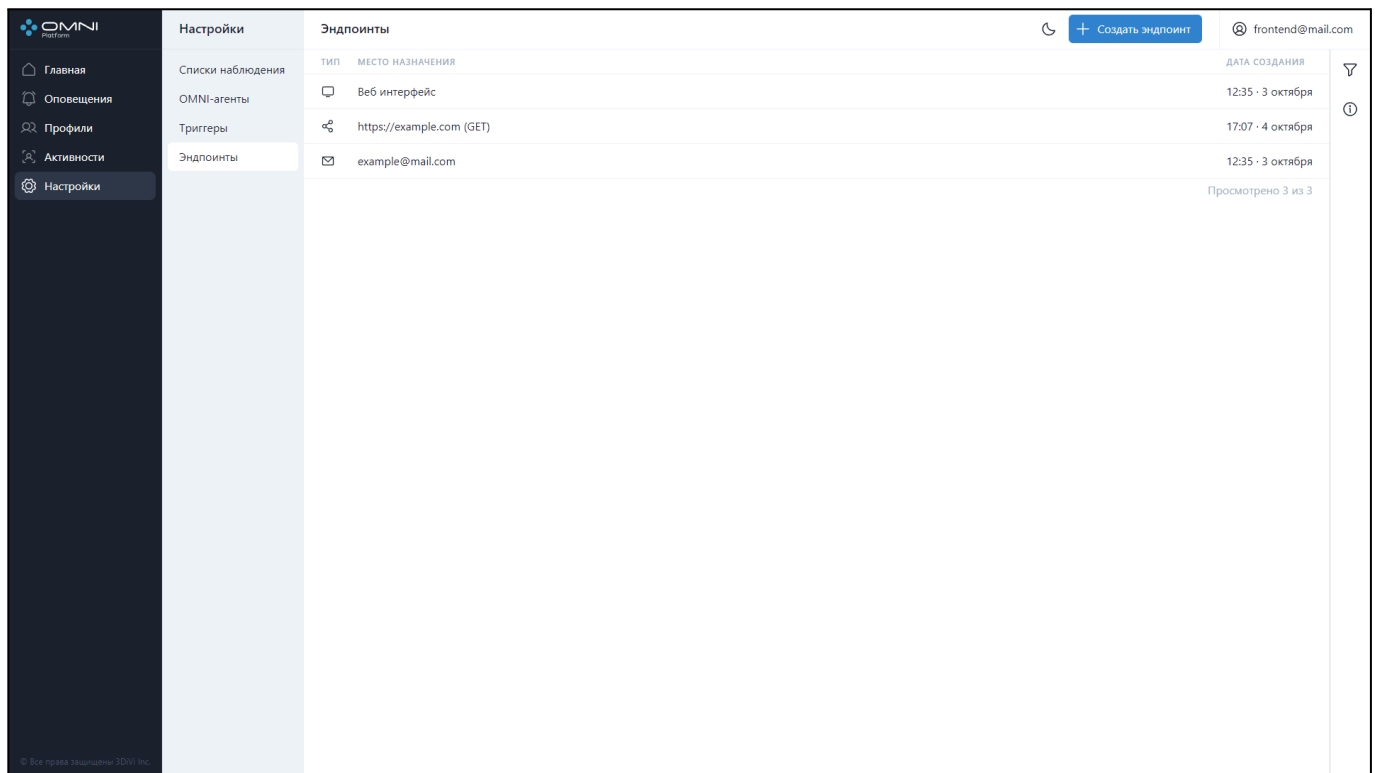 OMNI
Platform
Главная
Оповещения
Профили
Активности
Настройки
© Все права защищены 3DiVi Inc.
Настройки
Списки наблюдения
OMNI-агенты
Триггеры
Эндпоинты
Эндпоинты
Создать эндпоинт
frontend@mail.com
ТИП МЕСТО НАЗНАЧЕНИЯ ДАТА СОЗДАНИЯ
Веб интерфейс 12:35 · 3 октября
https://example.com (GET) 17:07 · 4 октября
example@mail.com 12:35 · 3 октября
Просмотрено 3 из 3